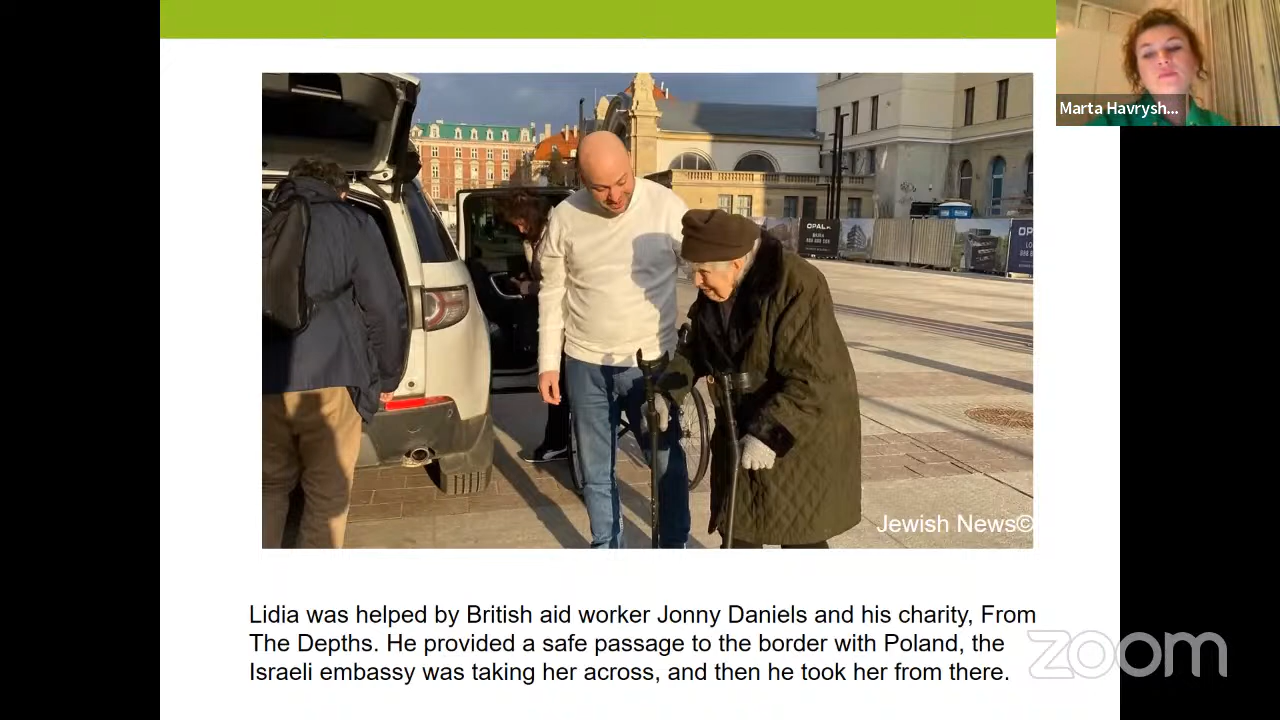 Marta Havrysh...
OPAL
Jewish News©
Lidia was helped by British aid worker Jonny Daniels and his charity, From
The Depths. He provided a safe passage to the border with Poland, the
Israeli embassy was taking her across, and then he took her from there.
zoom